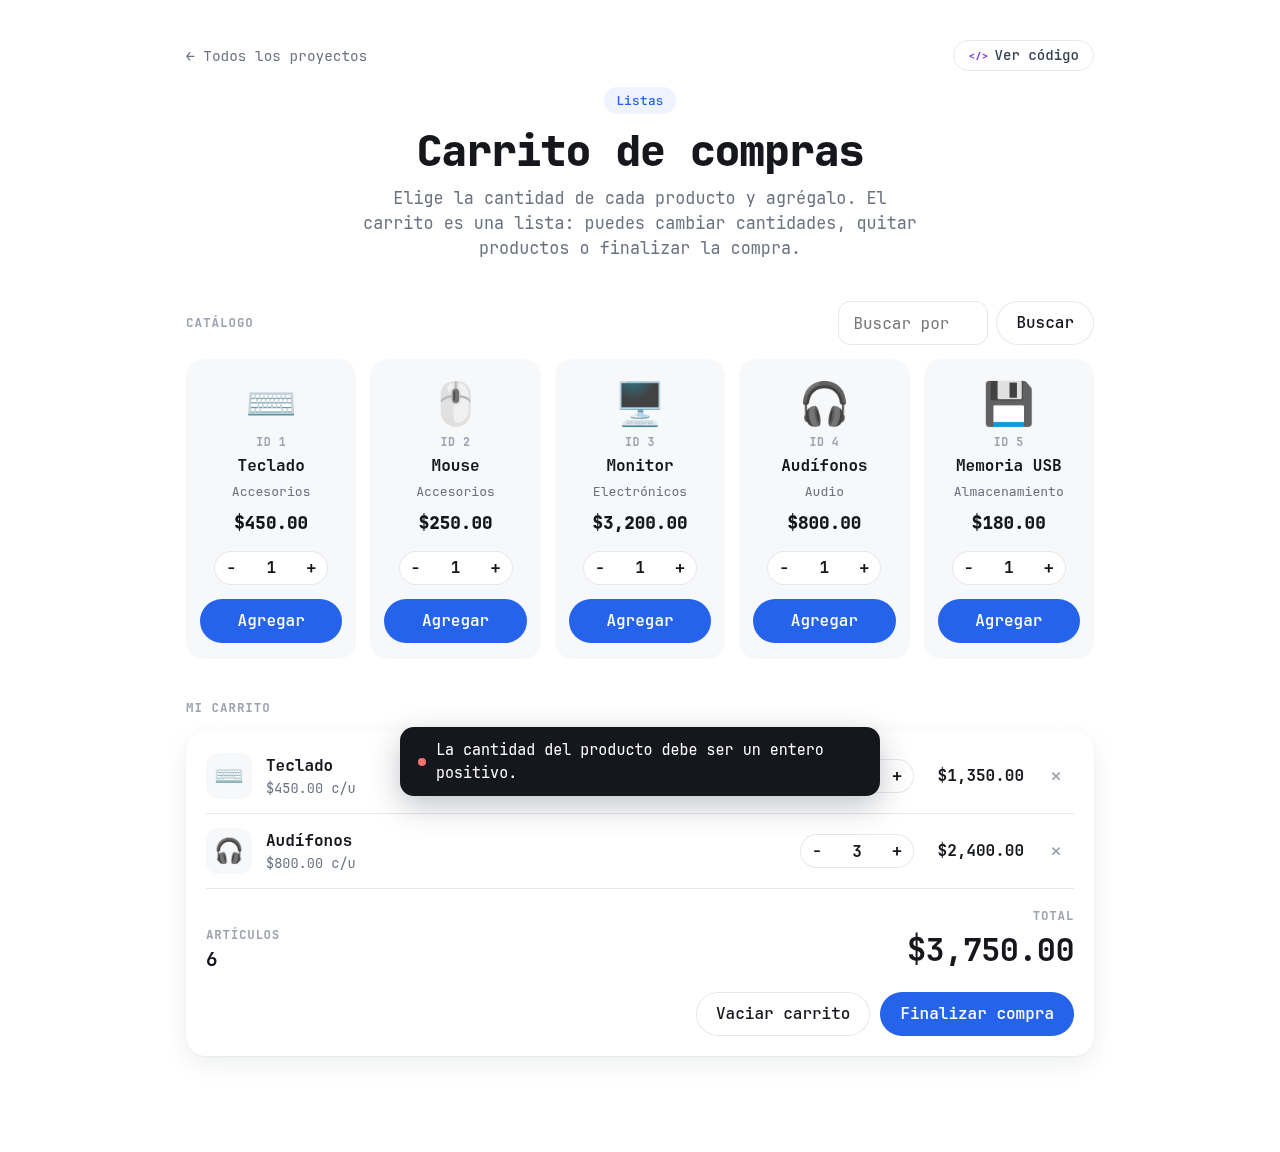 ← Todos los proyectos
</> Ver código
Listas
Carrito de compras
Elige la cantidad de cada producto y agrégalo. El
carrito es una lista: puedes cambiar cantidades, quitar
productos o finalizar la compra.
CATÁLOGO
Buscar por
Buscar
ID 1
Teclado
Accesorios
$450.00
- 1 +
Agregar
ID 2
Mouse
Accesorios
$250.00
- 1 +
Agregar
ID 3
Monitor
Electrónicos
$3,200.00
- 1 +
Agregar
ID 4
Audífonos
Audio
$800.00
- 1 +
Agregar
ID 5
Memoria USB
Almacenamiento
$180.00
- 1 +
Agregar
MI CARRITO
Teclado
$450.00 c/u
La cantidad del producto debe ser un entero
positivo.
+ $1,350.00 ×
Audífonos
$800.00 c/u
- 3 + $2,400.00 ×
ARTÍCULOS
6
TOTAL
$3,750.00
Vaciar carrito
Finalizar compra